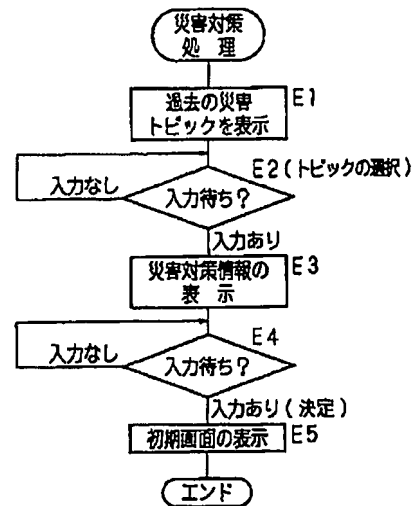 災害対策
処 理
過去の災害
トピックを表示
E1
E2(トピックの選択)
入力なし
入力待ち?
入力あり
災害対策情報の
表 示
E3
E4
入力なし
入力待ち?
入力あり(決定)
初期画面の表示
E5
エンド